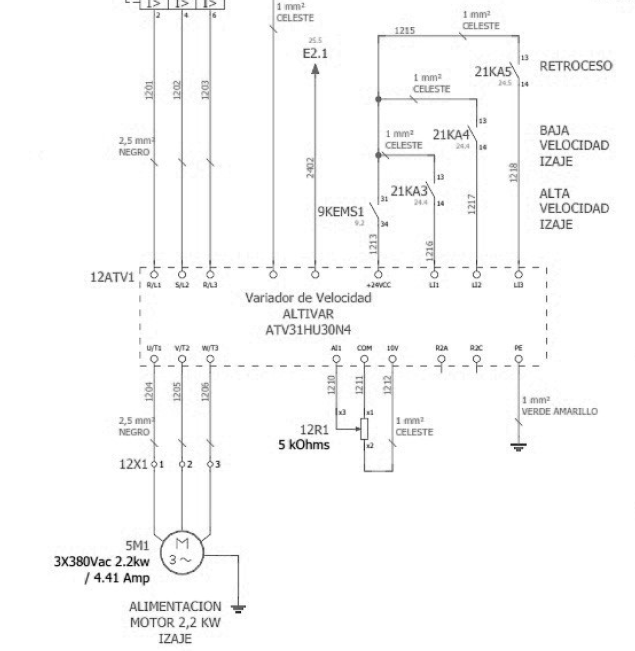 I> I> I>
2 4 6
1 mm²
CELESTE
25.5
E2.1
1215
1 mm²
CELESTE
13
21KA5
24.5
14
RETROCESO
1201
1202
1203
1 mm²
CELESTE
2,5 mm²
NEGRO
2402
1 mm²
CELESTE
13
21KA4
24.4
14
BAJA
VELOCIDAD
IZAJE
1218
13
21KA3
24.4
14
1217
ALTA
VELOCIDAD
IZAJE
31
9KEMS1
9.2
34
1213
1216
12ATV1
R/L1 S/L2 R/L3 +24VCC LI1 LI2 LI3
Variador de Velocidad
ALTIVAR
ATV31HU30N4
U/T1 V/T2 W/T3 AI1 COM 10V R2A R2C PE
1204
1205
1206
1210
1211
1212
1 mm²
VERDE AMARILLO
2,5 mm²
NEGRO
x3 x1
12R1
5 kOhms
x2
1 mm²
CELESTE
12X1 1 2 3
5M1
3X380Vac 2.2kw
/ 4.41 Amp
M
3~
ALIMENTACION
MOTOR 2,2 KW
IZAJE